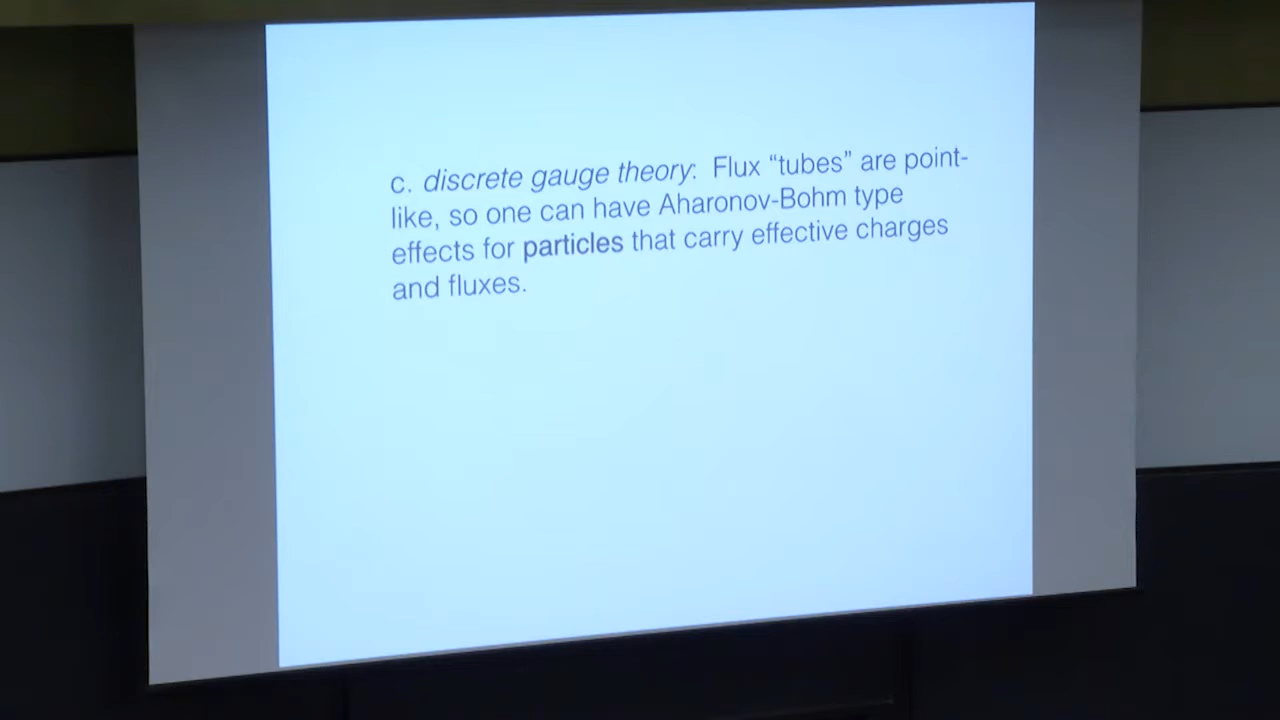 c. discrete gauge theory: Flux “tubes” are point-
like, so one can have Aharonov-Bohm type
effects for particles that carry effective charges
and fluxes.